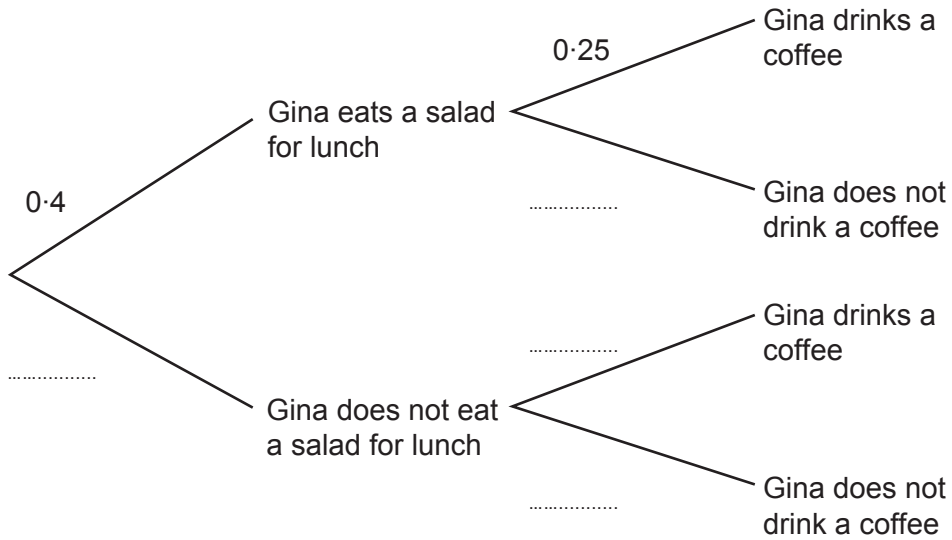 Gina drinks a
coffee
0·25
Gina eats a salad
for lunch
0·4
Gina does not
drink a coffee
...............
Gina drinks a
coffee
...............
...............
Gina does not eat
a salad for lunch
Gina does not
drink a coffee
...............